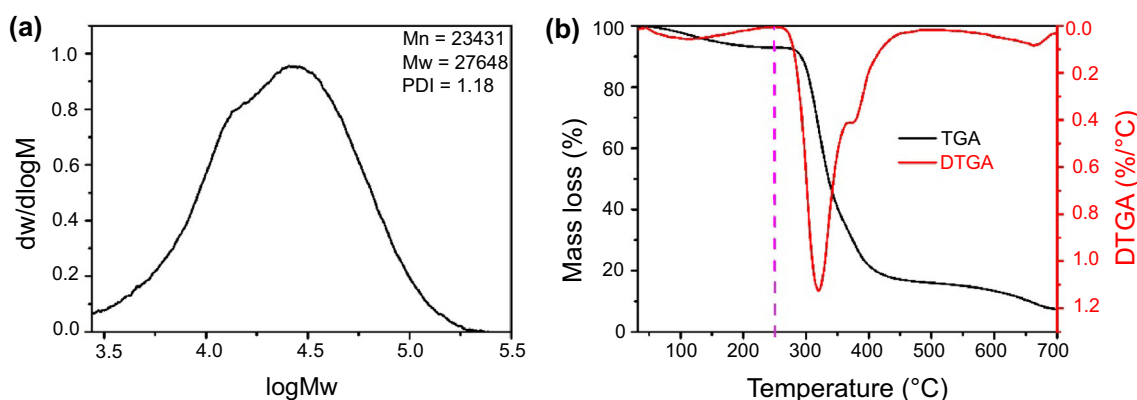 (a)
Mn = 23431
Mw = 27648
PDI = 1.18
1.0
0.8
0.6
0.4
0.2
0.0
dw/dlogM
3.5 4.0 4.5 5.0 5.5
logMw
(b)
100
80
60
40
20
0
Mass loss (%)
TGA
DTGA
0.0
0.2
0.4
0.6
0.8
1.0
1.2
DTGA (%/°C)
100 200 300 400 500 600 700
Temperature (°C)